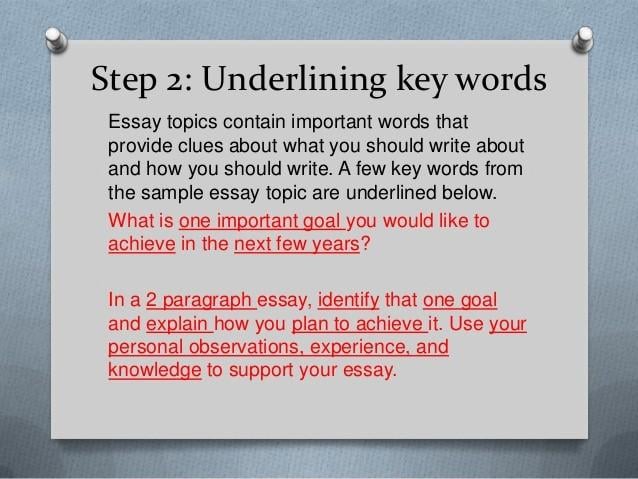 Step 2: Underlining key words
Essay topics contain important words that
provide clues about what you should write about
and how you should write. A few key words from
the sample essay topic are underlined below.
What is one important goal you would like to
achieve in the next few years?
In a 2 paragraph essay, identify that one goal
and explain how you plan to achieve it. Use your
personal observations, experience, and
knowledge to support your essay.